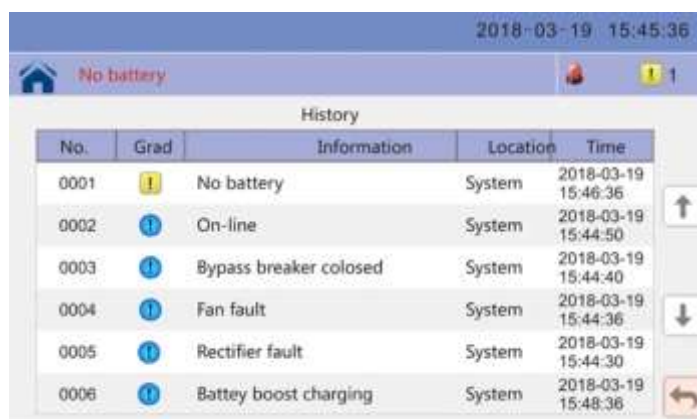 2018-03-19 15:45:36
No battery 1
History
No. Grad Information Location Time
0001 No battery System 2018-03-19
15:46:36
0002 On-line System 2018-03-19
15:44:50
0003 Bypass breaker colosed System 2018-03-19
15:44:40
0004 Fan fault System 2018-03-19
15:44:36
0005 Rectifier fault System 2018-03-19
15:44:30
0006 Battey boost charging System 2018-03-19
15:48:36